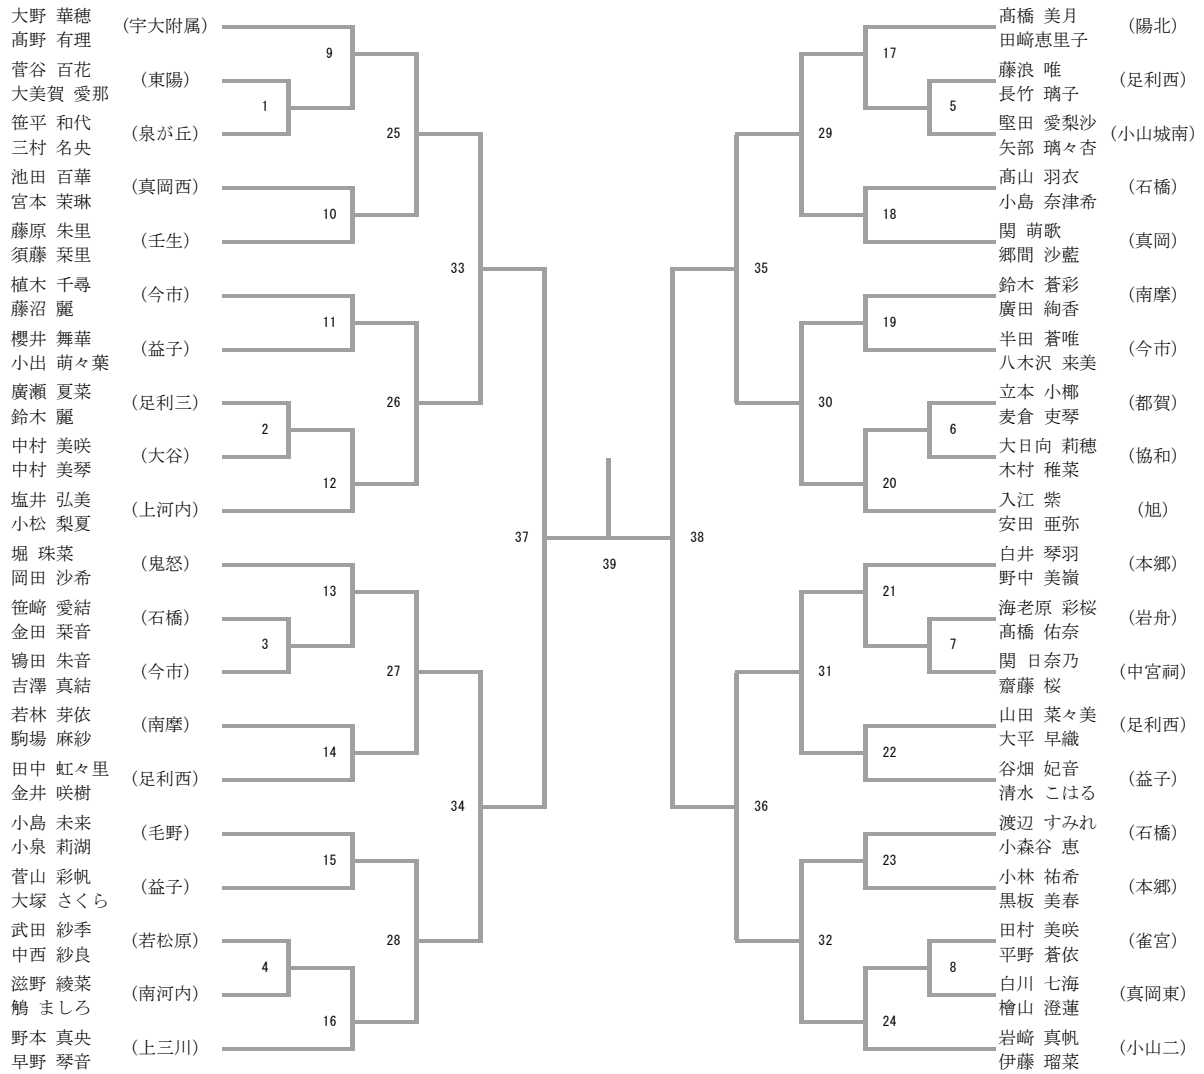 大野 華穂
髙野 有理
(宇大附属)
菅谷 百花
大美賀 愛那
(東陽)
笹平 和代
三村 名央
(泉が丘)
池田 百華
宮本 茉琳
(真岡西)
藤原 朱里
須藤 栞里
(壬生)
植木 千尋
藤沼 麗
(今市)
櫻井 舞華
小出 萌々葉
(益子)
廣瀬 夏菜
鈴木 麗
(足利三)
中村 美咲
中村 美琴
(大谷)
塩井 弘美
小松 梨夏
(上河内)
堀 珠菜
岡田 沙希
(鬼怒)
笹﨑 愛結
金田 栞音
(石橋)
鴇田 朱音
吉澤 真結
(今市)
若林 芽依
駒場 麻紗
(南摩)
田中 虹々里
金井 咲樹
(足利西)
小島 未来
小泉 莉湖
(毛野)
菅山 彩帆
大塚 さくら
(益子)
武田 紗季
中西 紗良
(若松原)
滋野 綾菜
鵤 ましろ
(南河内)
野本 真央
早野 琴音
(上三川)
1
2
3
4
9
10
11
12
13
14
15
16
25
26
27
28
33
34
37
39
38
35
36
29
30
31
32
17
18
19
20
21
22
23
24
5
6
7
8
髙橋 美月
田﨑恵里子
(陽北)
藤浪 唯
長竹 璃子
(足利西)
堅田 愛梨沙
矢部 璃々杏
(小山城南)
髙山 羽衣
小島 奈津希
(石橋)
関 萌歌
郷間 沙藍
(真岡)
鈴木 蒼彩
廣田 絢香
(南摩)
半田 蒼唯
八木沢 来美
(今市)
立本 小椰
麦倉 吏琴
(都賀)
大日向 莉穂
木村 稚菜
(協和)
入江 紫
安田 亜弥
(旭)
白井 琴羽
野中 美嶺
(本郷)
海老原 彩桜
髙橋 佑奈
(岩舟)
関 日奈乃
齋藤 桜
(中宮祠)
山田 菜々美
大平 早織
(足利西)
谷畑 妃音
清水 こはる
(益子)
渡辺 すみれ
小森谷 恵
(石橋)
小林 祐希
黒板 美春
(本郷)
田村 美咲
平野 蒼依
(雀宮)
白川 七海
檜山 澄蓮
(真岡東)
岩﨑 真帆
伊藤 瑠菜
(小山二)